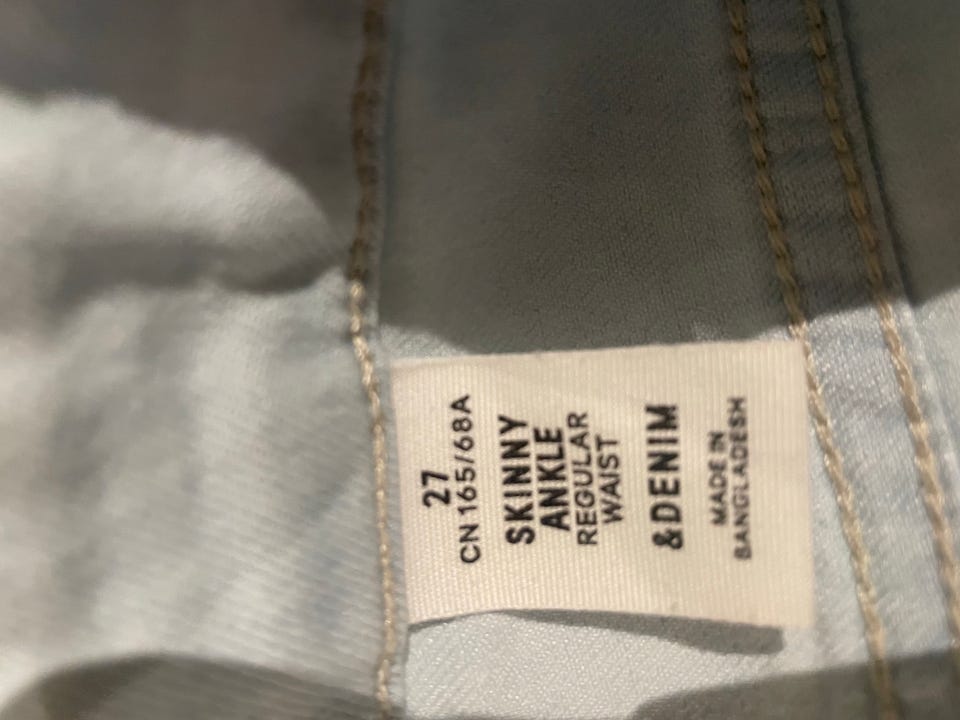 27
CN 165/68A
SKINNY
ANKLE
REGULAR
WAIST
&DENIM
MADE IN
BANGLADESH